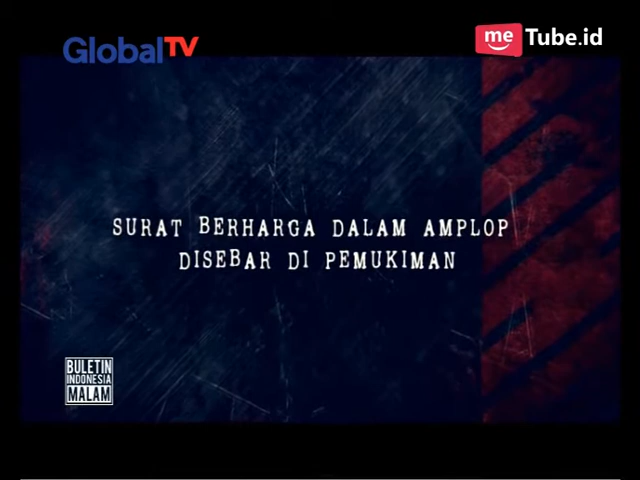 GlobalTV
me Tube.id
SURAT BERHARGA DALAM AMPLOP
DISEBAR DI PEMUKIMAN
BULETIN
INDONESIA
MALAM